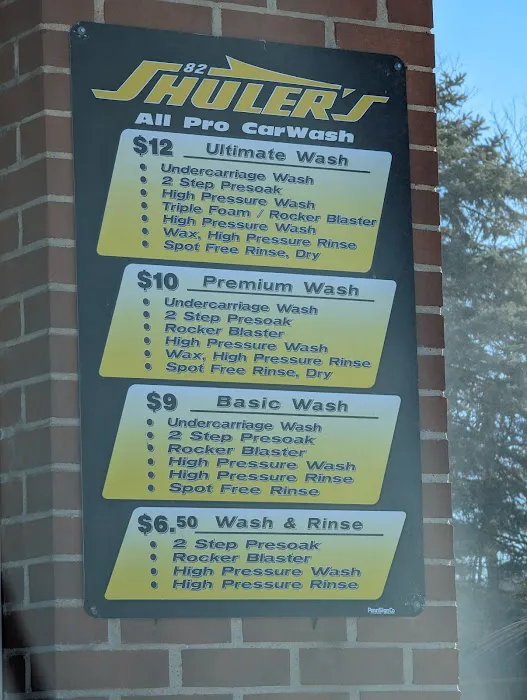 82
SHULER'S
All Pro CarWash
$12 Ultimate Wash
• Undercarriage Wash
• 2 Step Presoak
• High Pressure Wash
• Triple Foam / Rocker Blaster
• High Pressure Wash
• Wax, High Pressure Rinse
• Spot Free Rinse, Dry
$10 Premium Wash
• Undercarriage Wash
• 2 Step Presoak
• Rocker Blaster
• High Pressure Wash
• Wax, High Pressure Rinse
• Spot Free Rinse, Dry
$9 Basic Wash
• Undercarriage Wash
• 2 Step Presoak
• Rocker Blaster
• High Pressure Wash
• High Pressure Rinse
• Spot Free Rinse
$6.50 Wash & Rinse
• 2 Step Presoak
• Rocker Blaster
• High Pressure Wash
• High Pressure Rinse